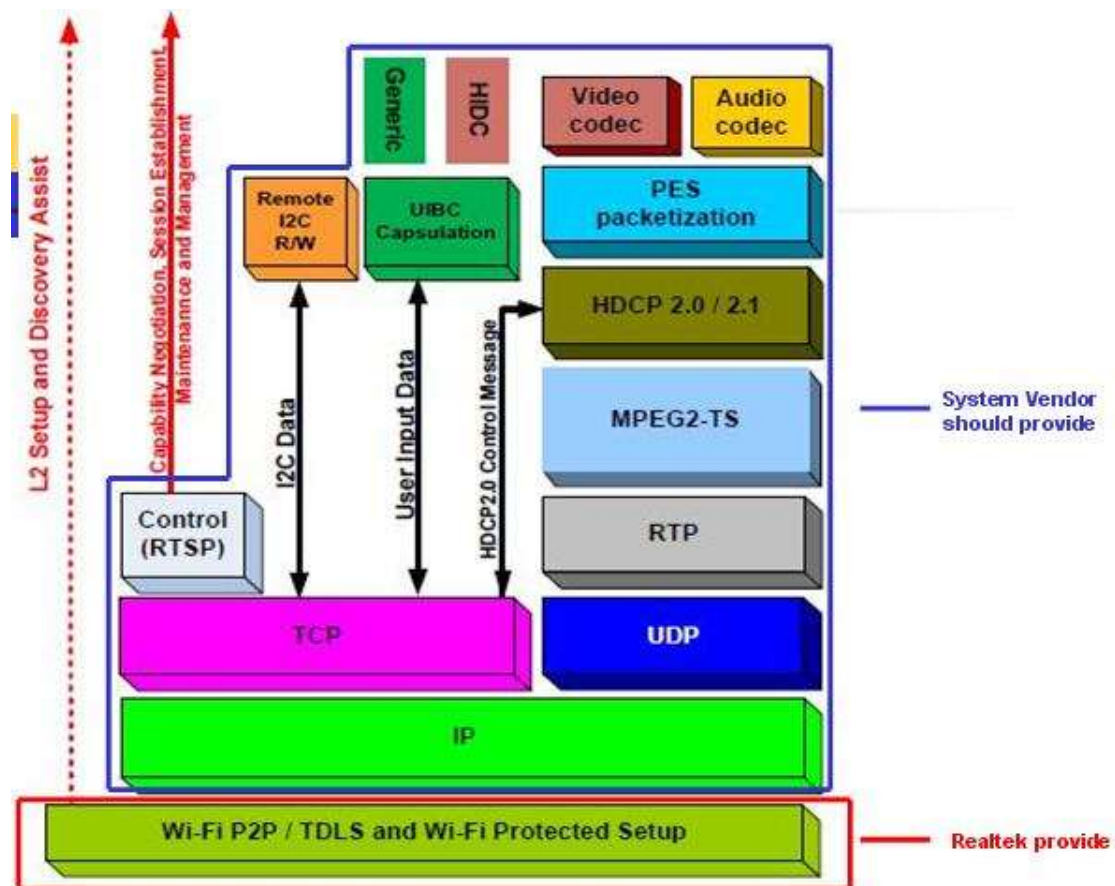 L2 Setup and Discovery Assist
Capability Negotiation, Session Establishment,
Maintenannce and Management
Generic
HIDC
Video
codec
Audio
codec
Remote
I2C
R/W
UIBC
Capsulation
PES
packetization
HDCP 2.0 / 2.1
I2C Data
User Input Data
HDCP2.0 Control Message
MPEG2-TS
System Vendor
should provide
Control
(RTSP)
RTP
TCP
UDP
IP
Wi-Fi P2P / TDLS and Wi-Fi Protected Setup
Realtek provide